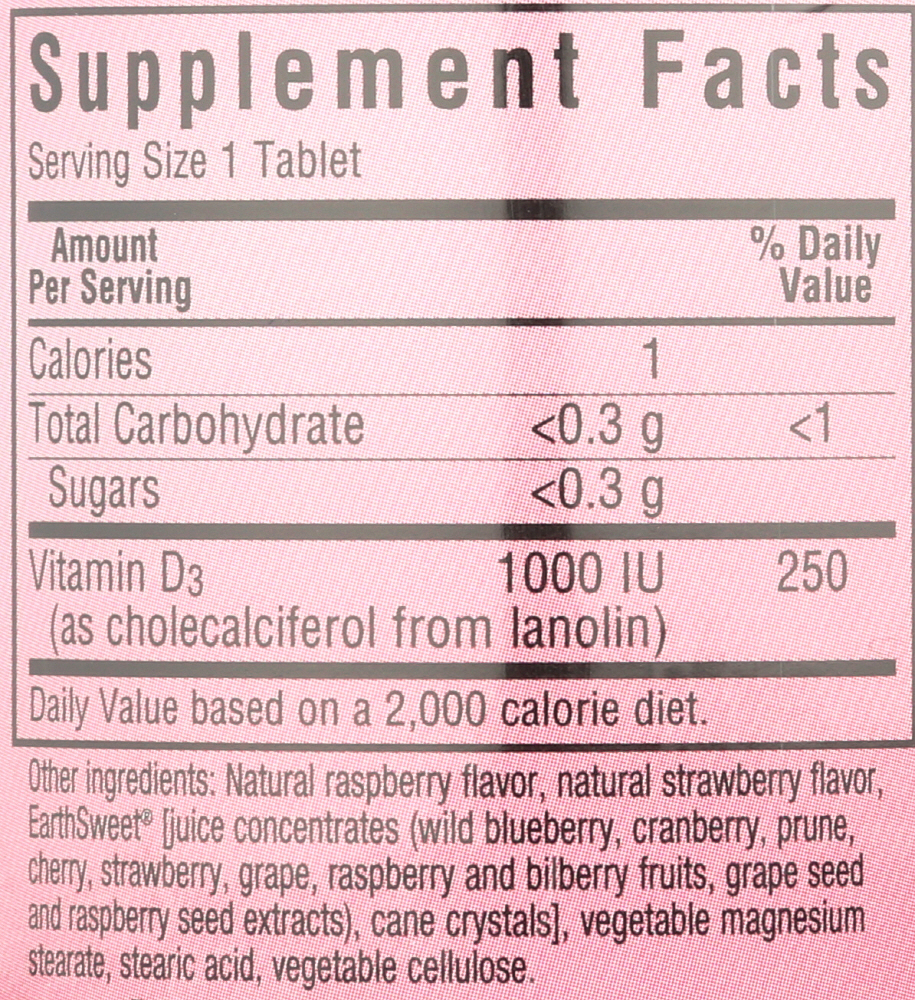 Supplement Facts
Serving Size 1 Tablet
Amount
Per Serving
% Daily
Value
Calories 1
Total Carbohydrate <0.3 g <1
Sugars <0.3 g
Vitamin D3 1000 IU 250
(as cholecalciferol from lanolin)
Daily Value based on a 2,000 calorie diet.
Other ingredients: Natural raspberry flavor, natural strawberry flavor,
EarthSweet® [juice concentrates (wild blueberry, cranberry, prune,
cherry, strawberry, grape, raspberry and bilberry fruits, grape seed
and raspberry seed extracts), cane crystals], vegetable magnesium
stearate, stearic acid, vegetable cellulose.